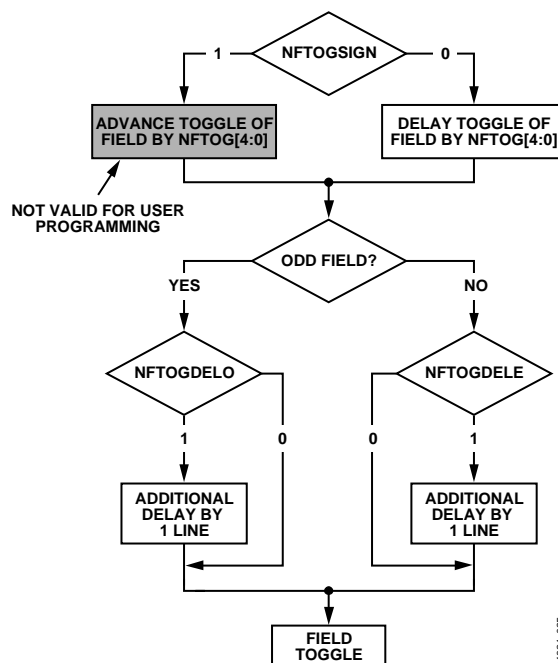 NFTOGSIGN
1
0
ADVANCE TOGGLE OF
FIELD BY NFTOG[4:0]
DELAY TOGGLE OF
FIELD BY NFTOG[4:0]
NOT VALID FOR USER
PROGRAMMING
ODD FIELD?
YES
NO
NFTOGDELO
NFTOGDELE
1
0
0
1
ADDITIONAL
DELAY BY
1 LINE
ADDITIONAL
DELAY BY
1 LINE
FIELD
TOGGLE